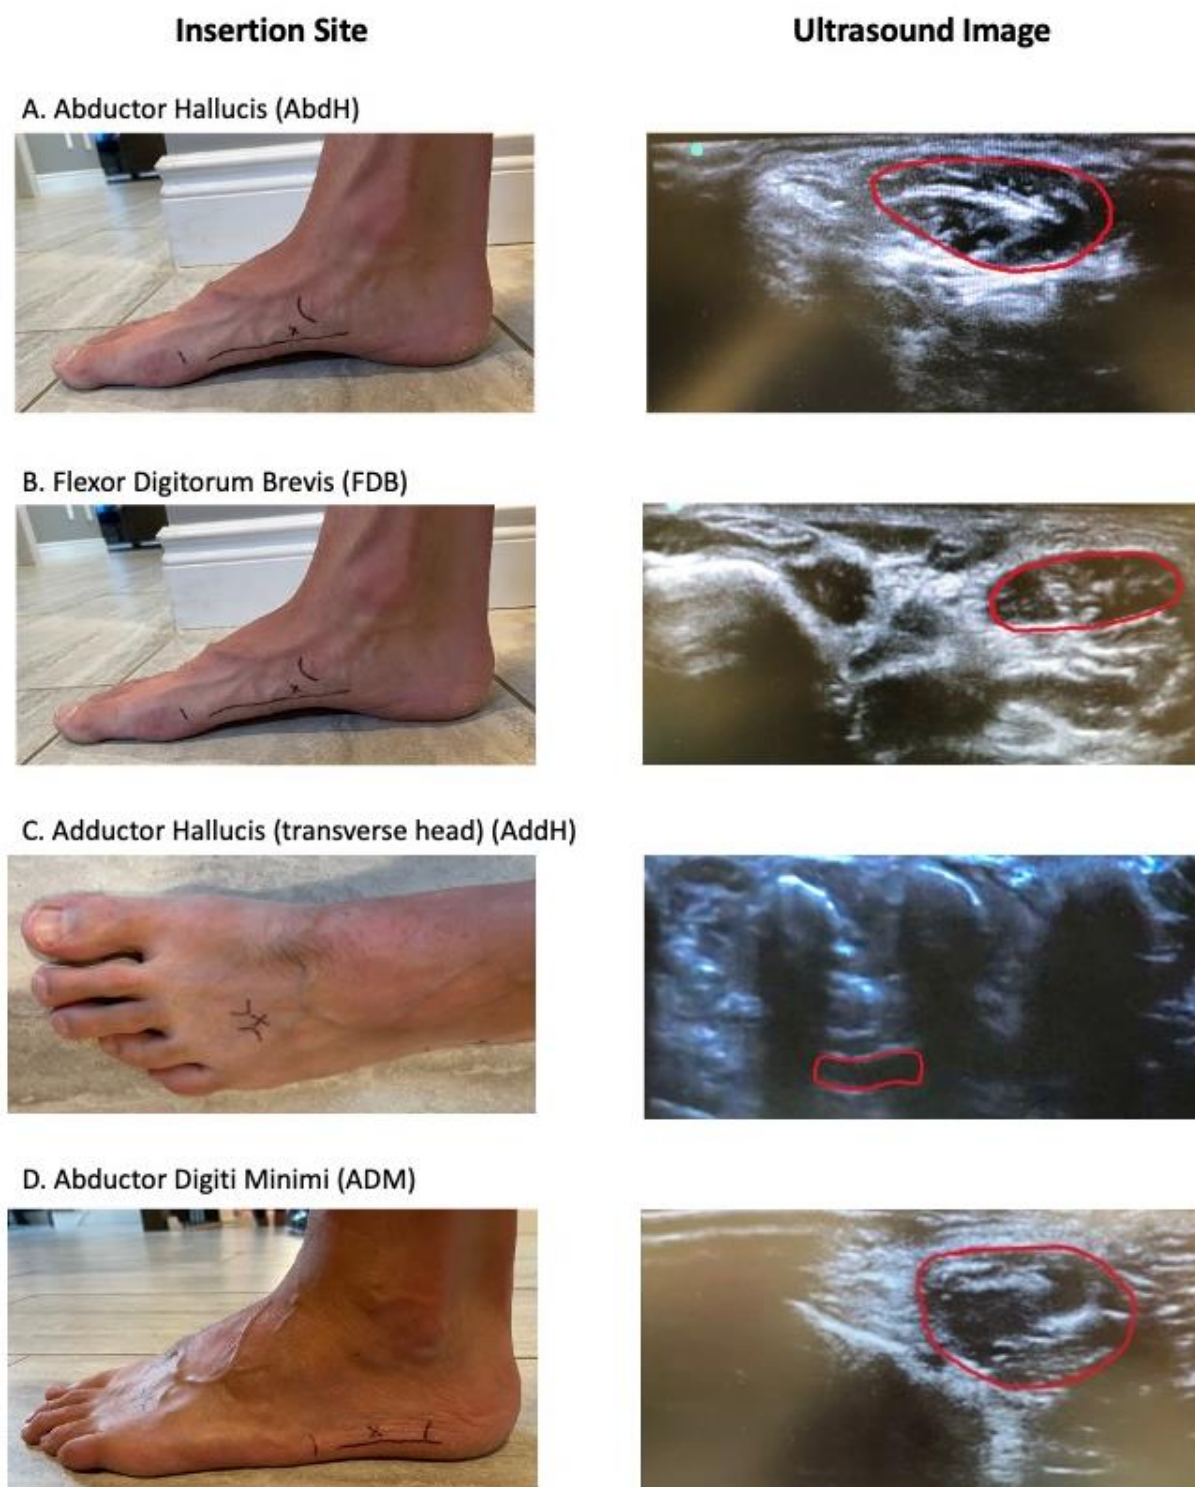 Insertion Site
Ultrasound Image
A. Abductor Hallucis (AbdH)
B. Flexor Digitorum Brevis (FDB)
C. Adductor Hallucis (transverse head) (AddH)
D. Abductor Digiti Minimi (ADM)